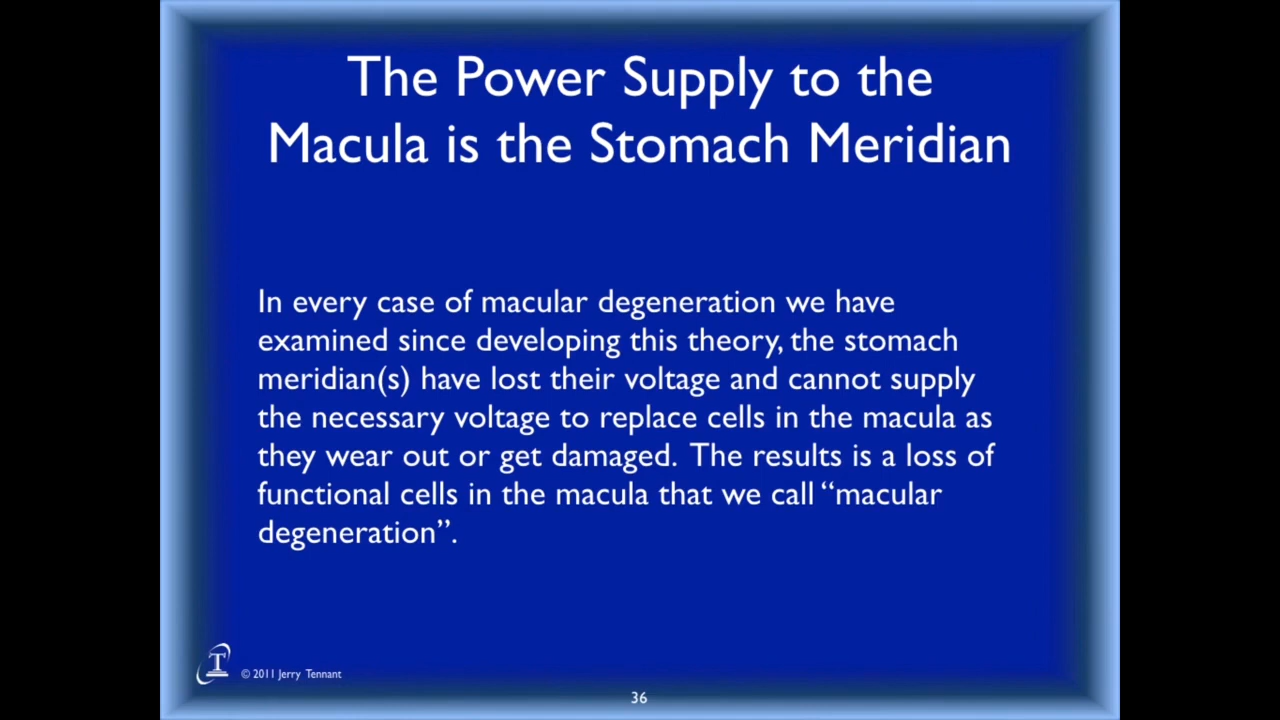 The Power Supply to the
Macula is the Stomach Meridian
In every case of macular degeneration we have
examined since developing this theory, the stomach
meridian(s) have lost their voltage and cannot supply
the necessary voltage to replace cells in the macula as
they wear out or get damaged.  The results is a loss of
functional cells in the macula that we call “macular
degeneration”.
T
© 2011 Jerry Tennant
36